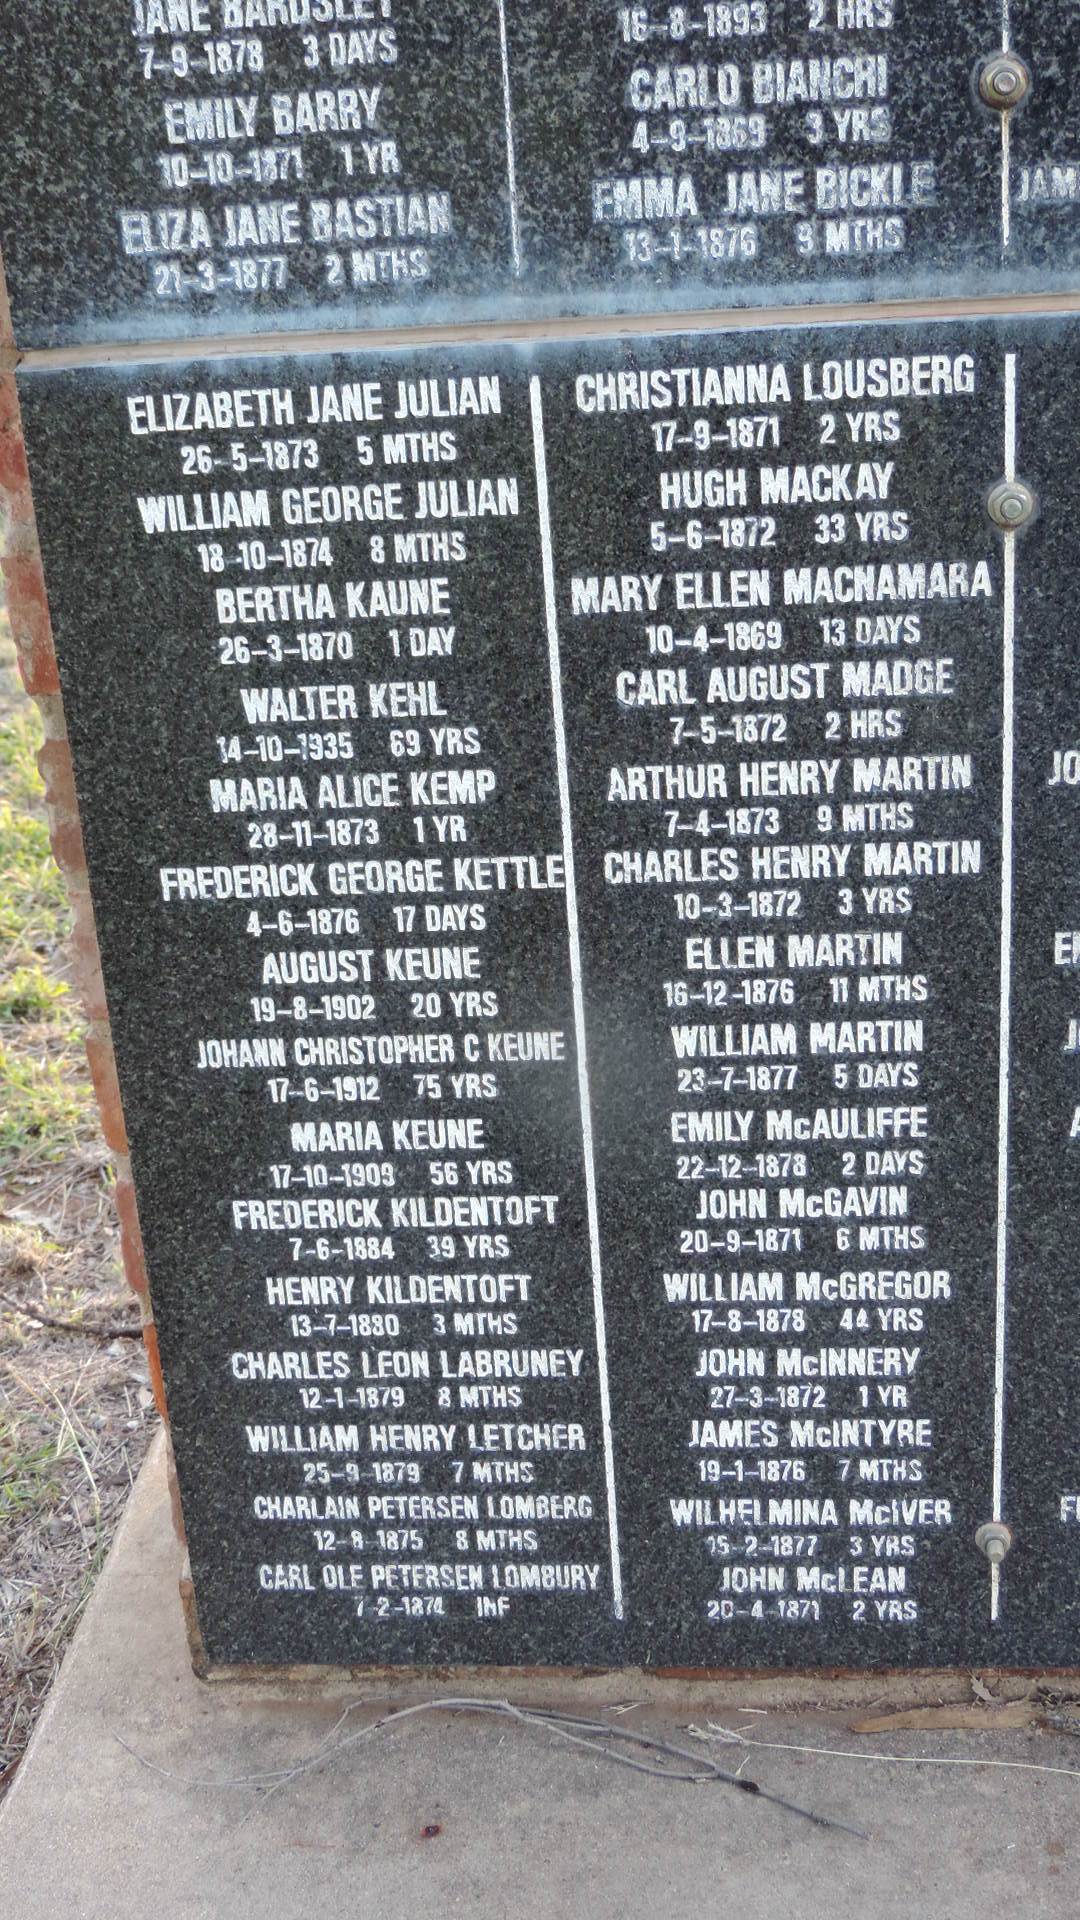 JANE BARDSLEY
7-9-1878 3 DAYS
EMILY BARRY
10-10-1871 1 YR
ELIZA JANE BASTIAN
21-3-1877 2 MTHS
16-8-1893 2 HRS
CARLO BIANCHI
4-9-1869 3 YRS
EMMA JANE BICKLE
13-1-1876 9 MTHS
ELIZABETH JANE JULIAN
26-5-1873 5 MTHS
WILLIAM GEORGE JULIAN
18-10-1874 8 MTHS
BERTHA KAUNE
26-3-1870 1 DAY
WALTER KEHL
14-10-1935 69 YRS
MARIA ALICE KEMP
28-11-1873 1 YR
FREDERICK GEORGE KETTLE
4-6-1876 17 DAYS
AUGUST KEUNE
19-8-1902 20 YRS
JOHANN CHRISTOPHER C KEUNE
17-6-1912 75 YRS
MARIA KEUNE
17-10-1909 56 YRS
FREDERICK KILDENTOFT
7-6-1884 39 YRS
HENRY KILDENTOFT
13-7-1880 3 MTHS
CHARLES LEON LABRUNEY
12-1-1879 8 MTHS
WILLIAM HENRY LETCHER
25-9-1879 7 MTHS
CHARLAIN PETERSEN LOMBERG
12-8-1875 8 MTHS
CARL OLE PETERSEN LOMBURY
7-2-1874 INF
CHRISTIANNA LOUSBERG
17-9-1871 2 YRS
HUGH MACKAY
5-6-1872 33 YRS
MARY ELLEN MACNAMARA
10-4-1869 13 DAYS
CARL AUGUST MADGE
7-5-1872 2 HRS
ARTHUR HENRY MARTIN
7-4-1873 9 MTHS
CHARLES HENRY MARTIN
10-3-1872 3 YRS
ELLEN MARTIN
16-12-1876 11 MTHS
WILLIAM MARTIN
23-7-1877 5 DAYS
EMILY McAULIFFE
22-12-1878 2 DAYS
JOHN McGAVIN
20-9-1871 6 MTHS
WILLIAM McGREGOR
17-8-1878 44 YRS
JOHN McINNERY
27-3-1872 1 YR
JAMES McINTYRE
19-1-1876 7 MTHS
WILHELMINA McIVER
15-2-1877 3 YRS
JOHN McLEAN
20-4-1871 2 YRS